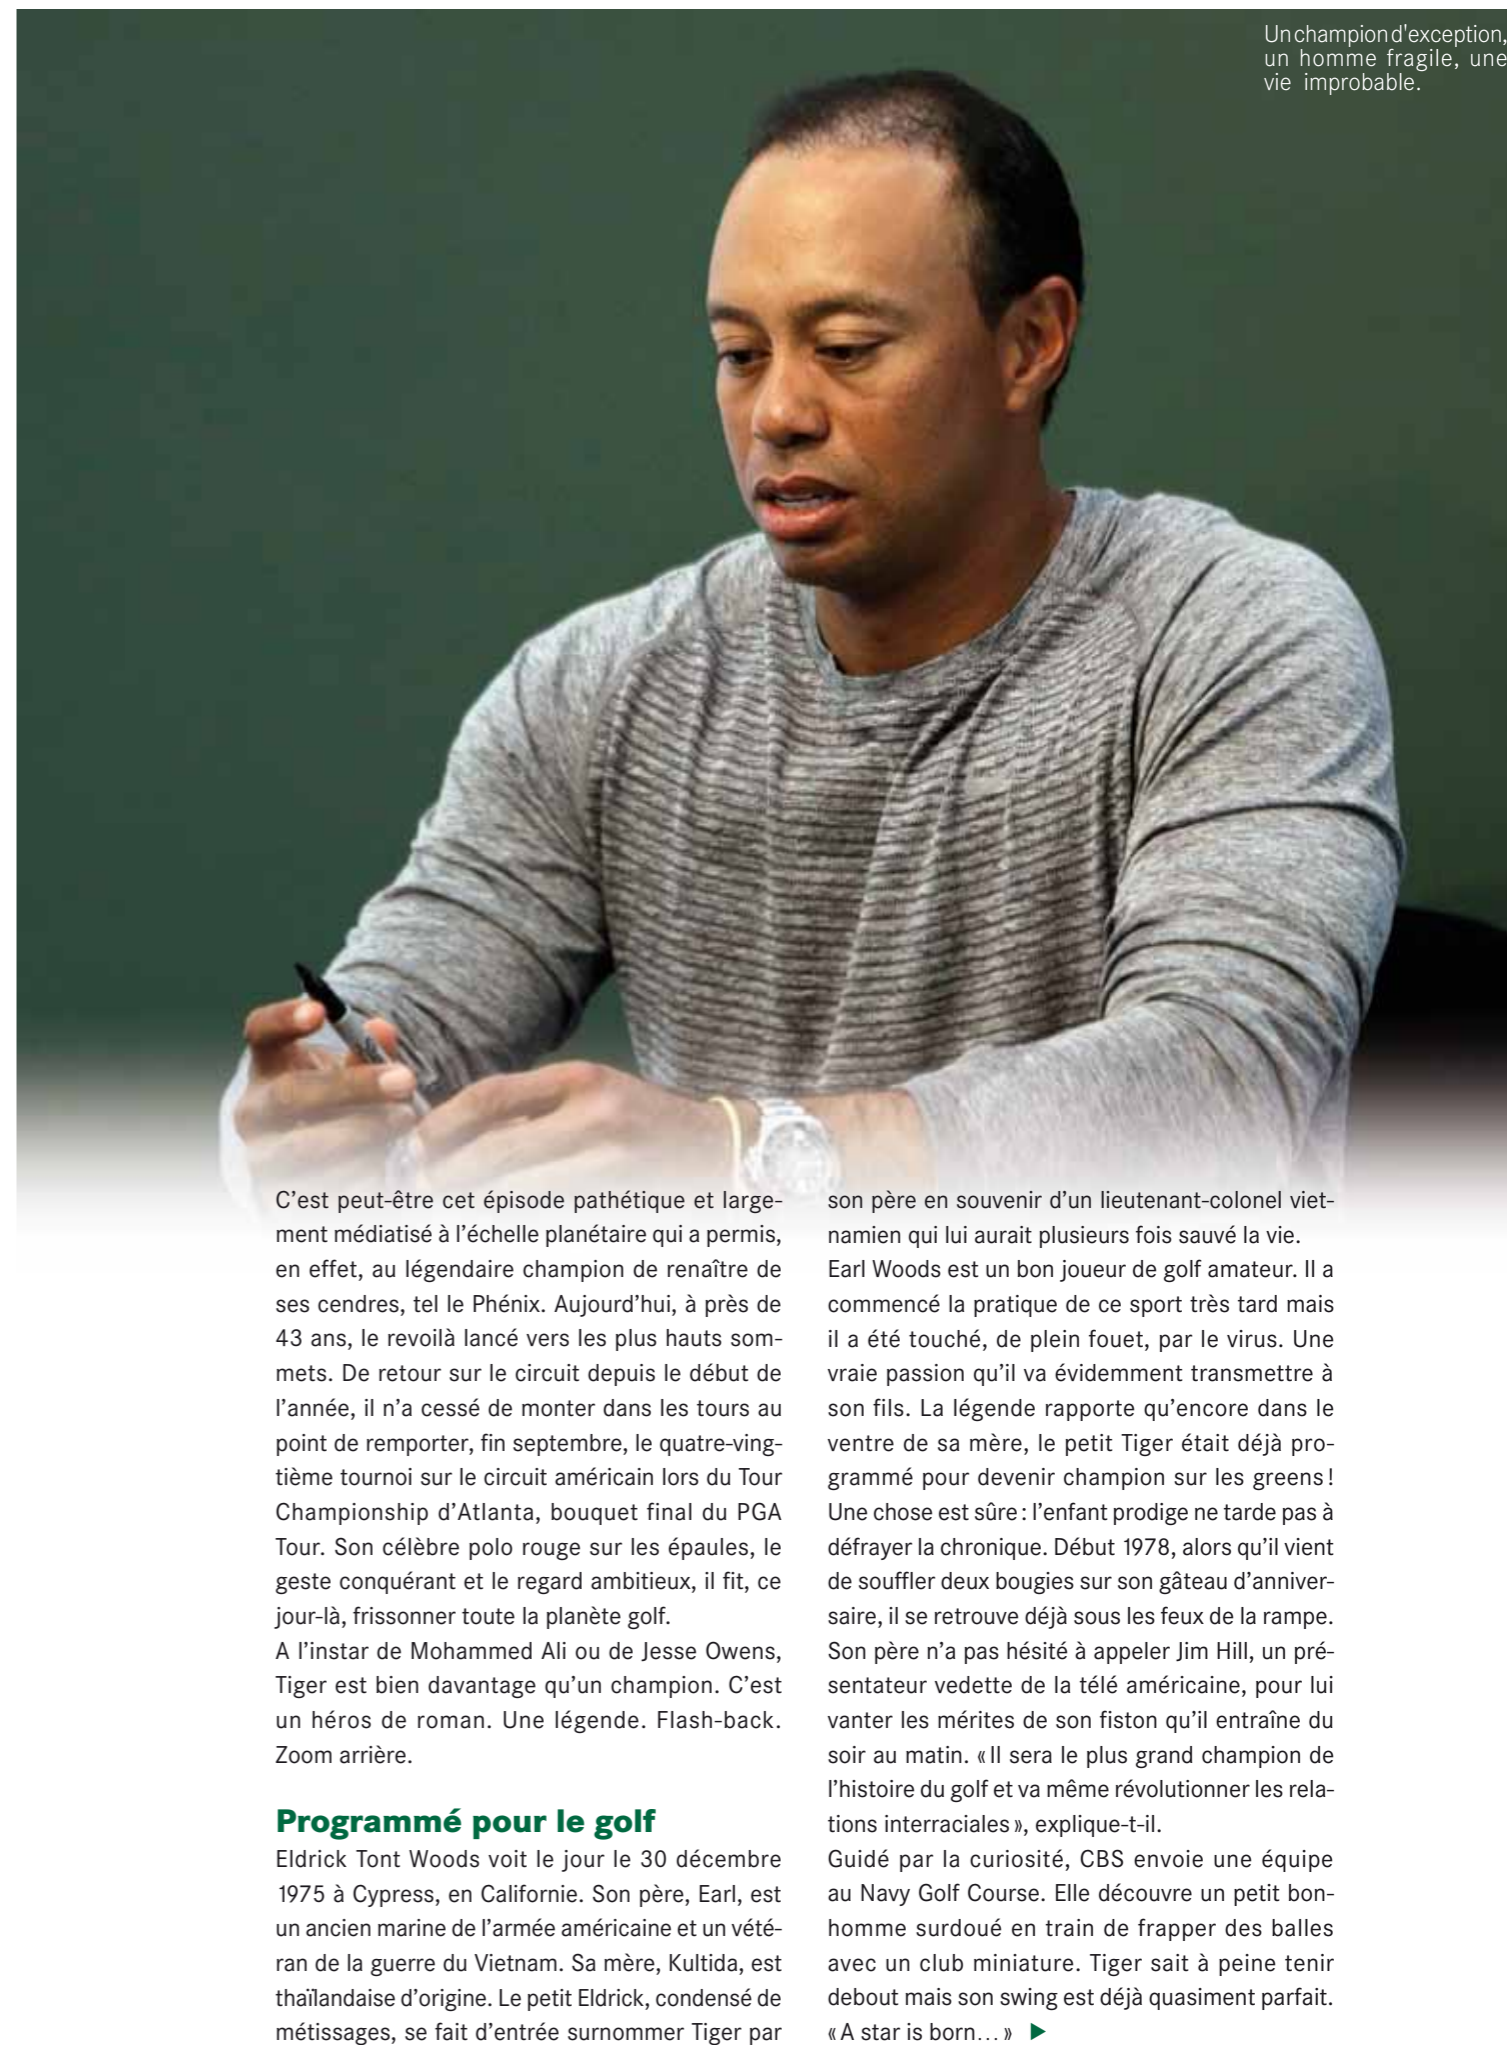 Un champion d'exception,
un homme fragile, une
vie improbable.
C’est peut-être cet épisode pathétique et large-
ment médiatisé à l’échelle planétaire qui a permis,
en effet, au légendaire champion de renaître de
ses cendres, tel le Phénix. Aujourd’hui, à près de
43 ans, le revoilà lancé vers les plus hauts som-
mets. De retour sur le circuit depuis le début de
l’année, il n’a cessé de monter dans les tours au
point de remporter, fin septembre, le quatre-ving-
tième tournoi sur le circuit américain lors du Tour
Championship d’Atlanta, bouquet final du PGA
Tour. Son célèbre polo rouge sur les épaules, le
geste conquérant et le regard ambitieux, il fit, ce
jour-là, frissonner toute la planète golf.
A l’instar de Mohammed Ali ou de Jesse Owens,
Tiger est bien davantage qu’un champion. C’est
un héros de roman. Une légende. Flash-back.
Zoom arrière.
Programmé pour le golf
Eldrick Tont Woods voit le jour le 30 décembre
1975 à Cypress, en Californie. Son père, Earl, est
un ancien marine de l’armée américaine et un vété-
ran de la guerre du Vietnam. Sa mère, Kultida, est
thaïlandaise d’origine. Le petit Eldrick, condensé de
métissages, se fait d’entrée surnommer Tiger par
son père en souvenir d’un lieutenant-colonel viet-
namien qui lui aurait plusieurs fois sauvé la vie.
Earl Woods est un bon joueur de golf amateur. Il a
commencé la pratique de ce sport très tard mais
il a été touché, de plein fouet, par le virus. Une
vraie passion qu’il va évidemment transmettre à
son fils. La légende rapporte qu’encore dans le
ventre de sa mère, le petit Tiger était déjà pro-
grammé pour devenir champion sur les greens !
Une chose est sûre : l’enfant prodige ne tarde pas à
défrayer la chronique. Début 1978, alors qu’il vient
de souffler deux bougies sur son gâteau d’anniver-
saire, il se retrouve déjà sous les feux de la rampe.
Son père n’a pas hésité à appeler Jim Hill, un pré-
sentateur vedette de la télé américaine, pour lui
vanter les mérites de son fiston qu’il entraîne du
soir au matin. « Il sera le plus grand champion de
l’histoire du golf et va même révolutionner les rela-
tions interraciales », explique-t-il.
Guidé par la curiosité, CBS envoie une équipe
au Navy Golf Course. Elle découvre un petit bon-
homme surdoué en train de frapper des balles
avec un club miniature. Tiger sait à peine tenir
debout mais son swing est déjà quasiment parfait.
« A star is born… » ▶